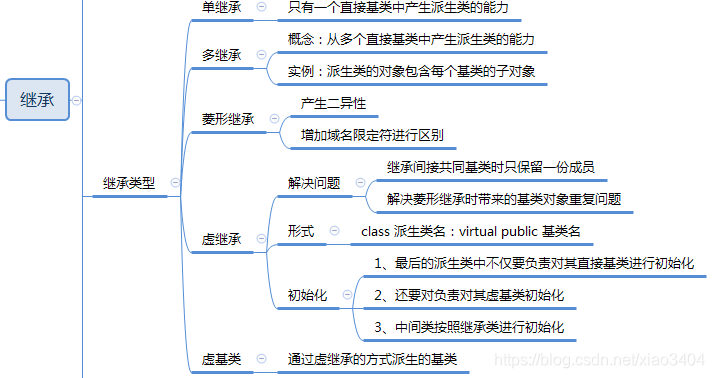 单继承
只有一个直接基类中产生派生类的能力
多继承
概念：从多个直接基类中产生派生类的能力
实例：派生类的对象包含每个基类的子对象
继承
菱形继承
产生二异性
增加域名限定符进行区别
继承类型
虚继承
解决问题
继承间接共同基类时只保留一份成员
解决菱形继承时带来的基类对象重复问题
形式
class 派生类名：virtual public 基类名
初始化
1、最后的派生类中不仅要负责对其直接基类进行初始化
2、还要对负责对其虚基类初始化
3、中间类按照继承类进行初始化
虚基类
通过虚继承的方式派生的基类
https://blog.csdn.net/xiao3404